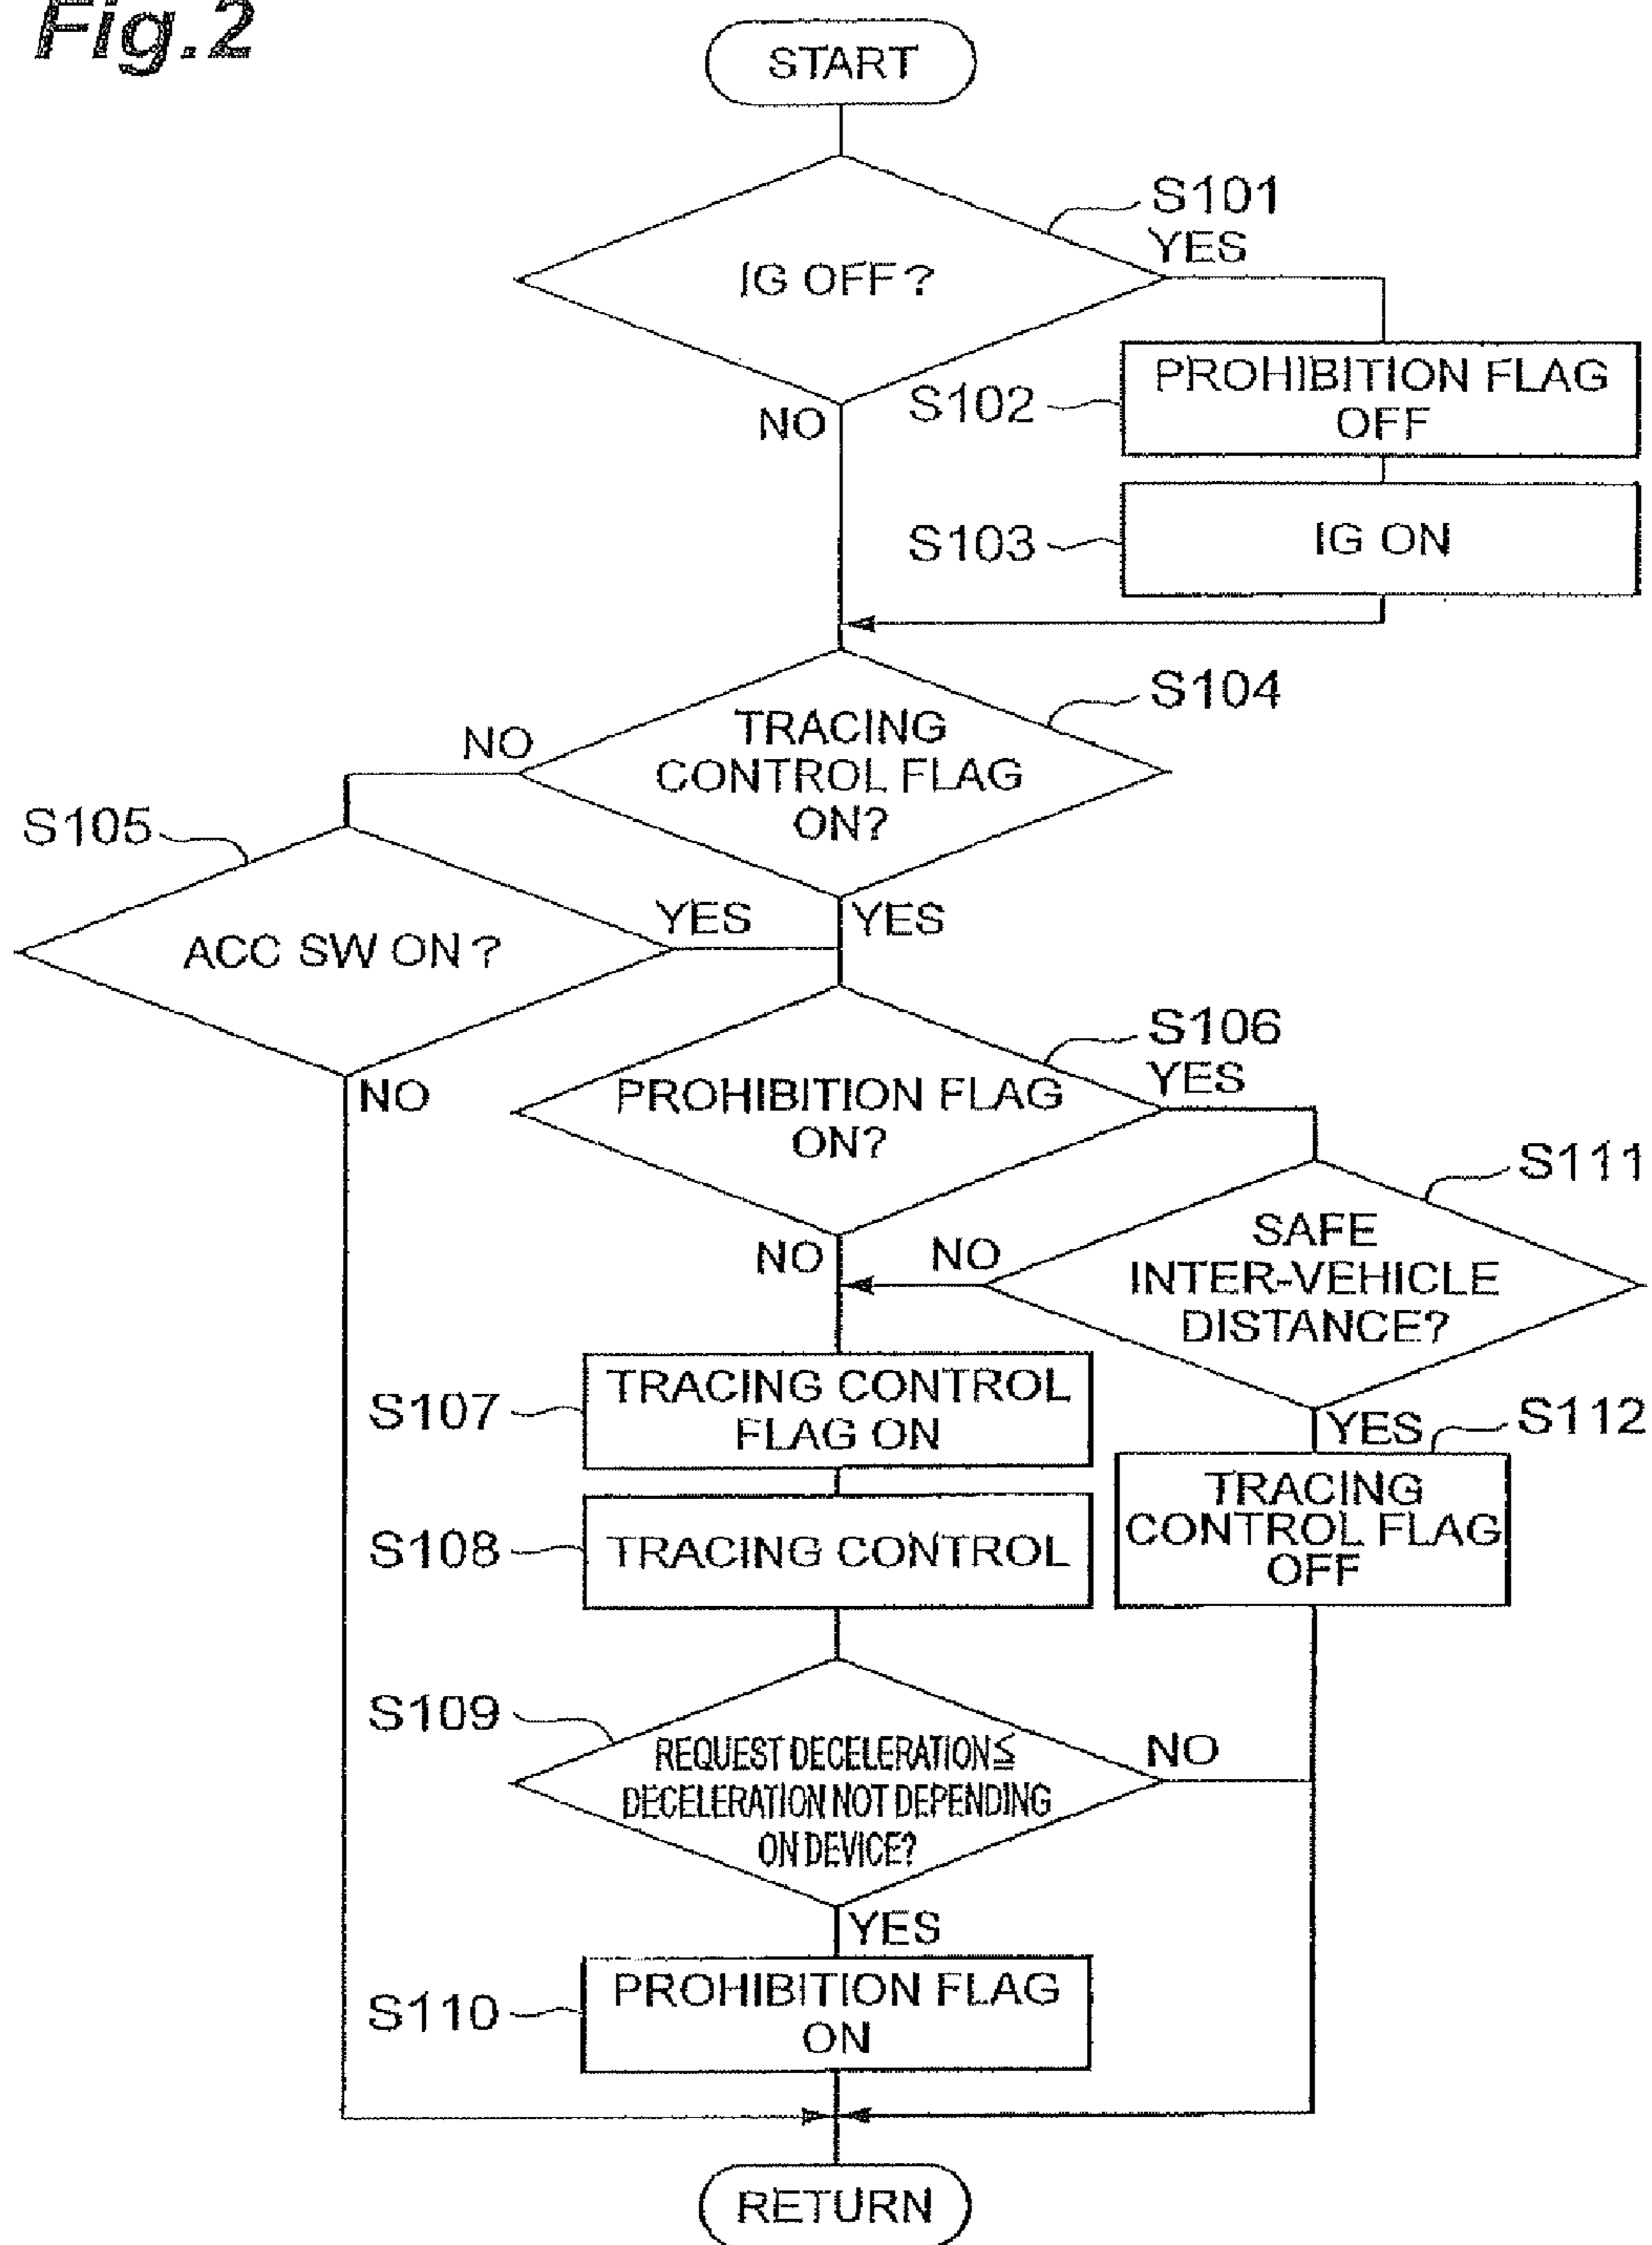 Fig.2
START
S101
YES
IG OFF?
NO
S102
PROHIBITION FLAG
OFF
S103
IG ON
S104
NO
TRACING
CONTROL FLAG
ON?
S105
YES
YES
ACC SW ON?
NO
S106
YES
PROHIBITION FLAG
ON?
NO
S111
NO
SAFE
INTER-VEHICLE
DISTANCE?
S107
TRACING CONTROL
FLAG ON
YES
S112
S108
TRACING CONTROL
TRACING
CONTROL FLAG
OFF
S109
REQUEST DECELERATION≦
DECELERATION NOT DEPENDING
ON DEVICE?
NO
YES
S110
PROHIBITION FLAG
ON
RETURN